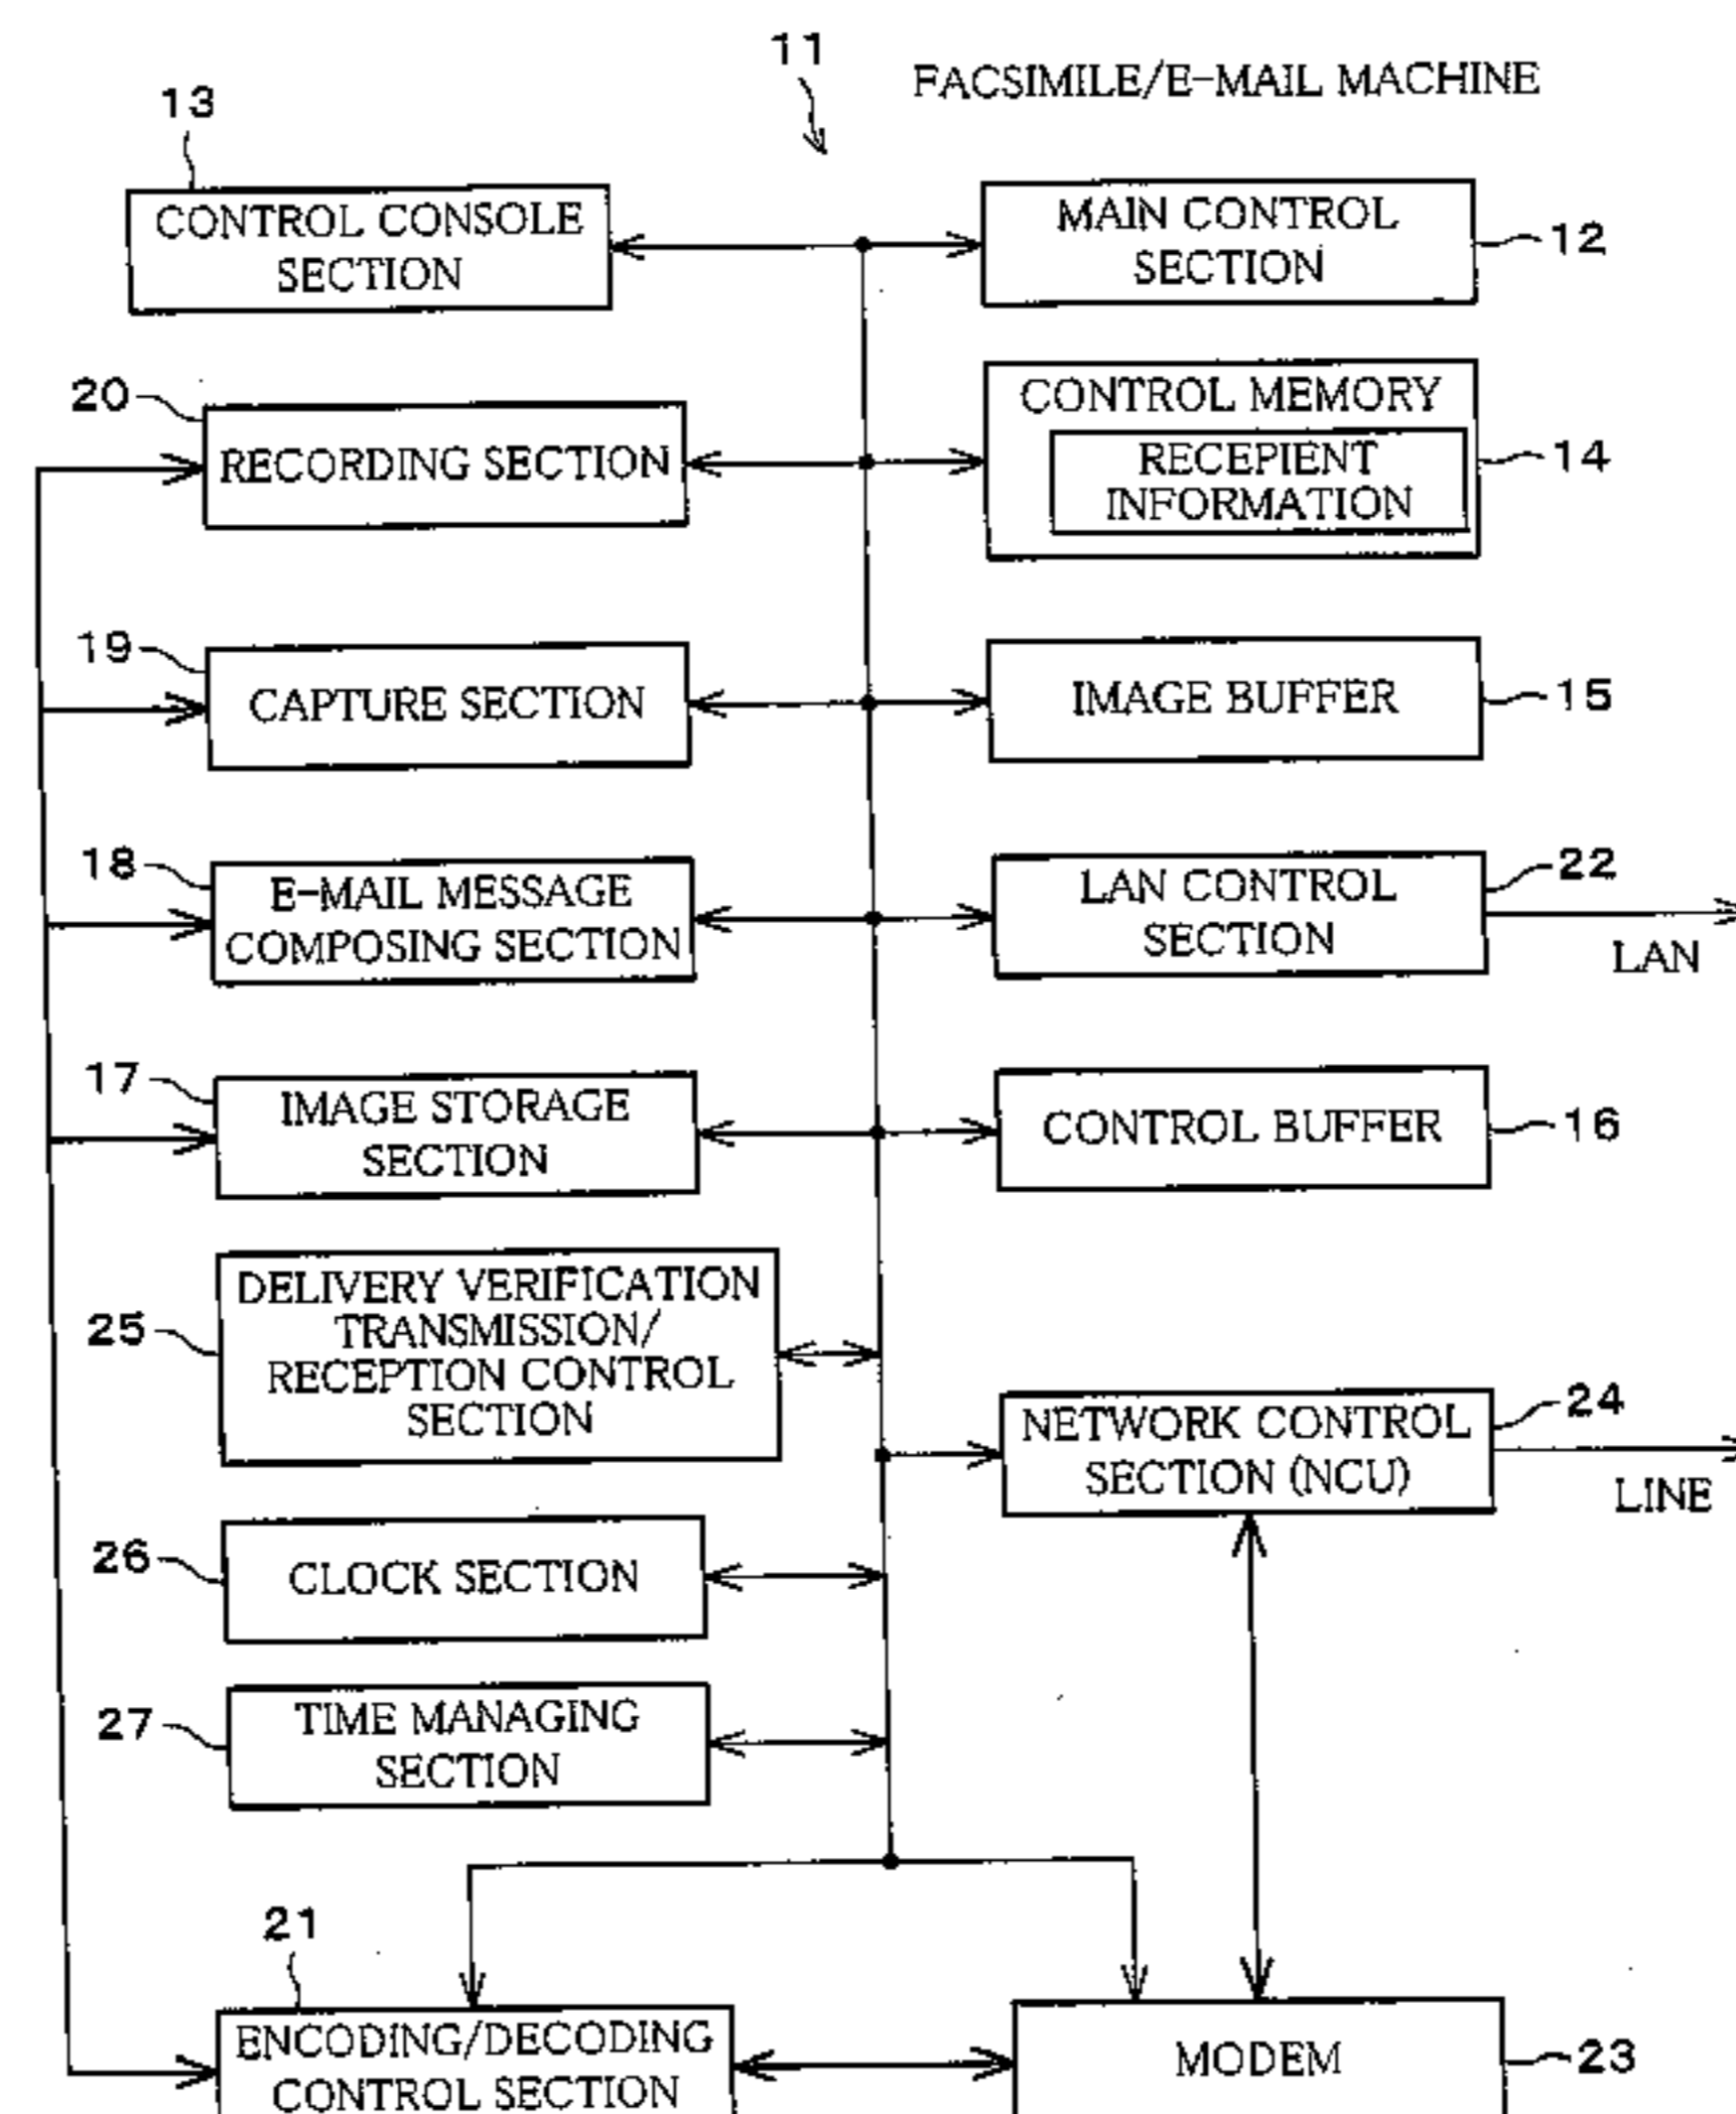 11
FACSIMILE/E-MAIL MACHINE
13
CONTROL CONSOLE
SECTION
MAIN CONTROL
SECTION
12
20
RECORDING SECTION
CONTROL MEMORY
RECEPIENT
INFORMATION
14
19
CAPTURE SECTION
IMAGE BUFFER
15
18
E-MAIL MESSAGE
COMPOSING SECTION
LAN CONTROL
SECTION
22
LAN
17
IMAGE STORAGE
SECTION
CONTROL BUFFER
16
25
DELIVERY VERIFICATION
TRANSMISSION/
RECEPTION CONTROL
SECTION
NETWORK CONTROL
SECTION (NCU)
24
LINE
26
CLOCK SECTION
27
TIME MANAGING
SECTION
21
ENCODING/DECODING
CONTROL SECTION
MODEM
23